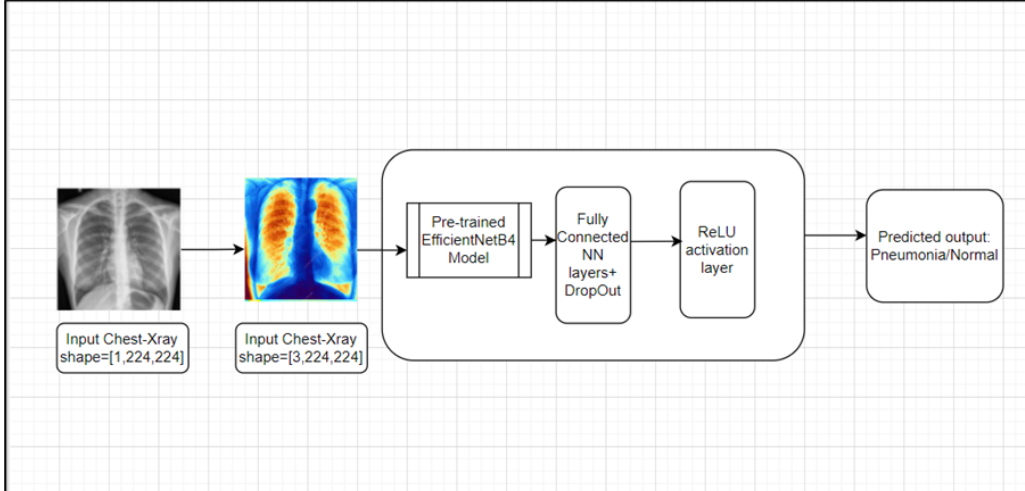 Input Chest-Xray
shape=[1,224,224]
Input Chest-Xray
shape=[3,224,224]
Pre-trained
EfficientNetB4
Model
Fully
Connected
NN
layers+
DropOut
ReLU
activation
layer
Predicted output:
Pneumonia/Normal